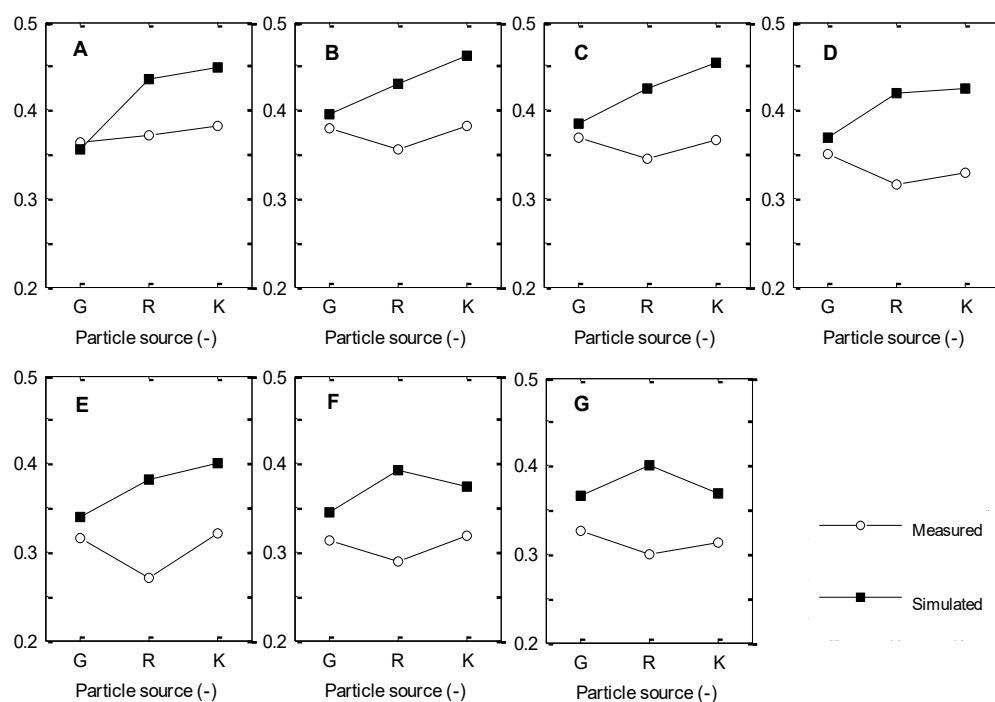 0.5 0.5 0.5 0.5
A B C D
0.4 0.4 0.4 0.4
0.3 0.3 0.3 0.3
0.2 0.2 0.2 0.2
G R K G R K G R K G R K
Particle source (-) Particle source (-) Particle source (-) Particle source (-)
0.5 0.5 0.5
E F G
0.4 0.4 0.4
0.3 0.3 0.3
Measured
Simulated
0.2 0.2 0.2
G R K G R K G R K
Particle source (-) Particle source (-) Particle source (-)